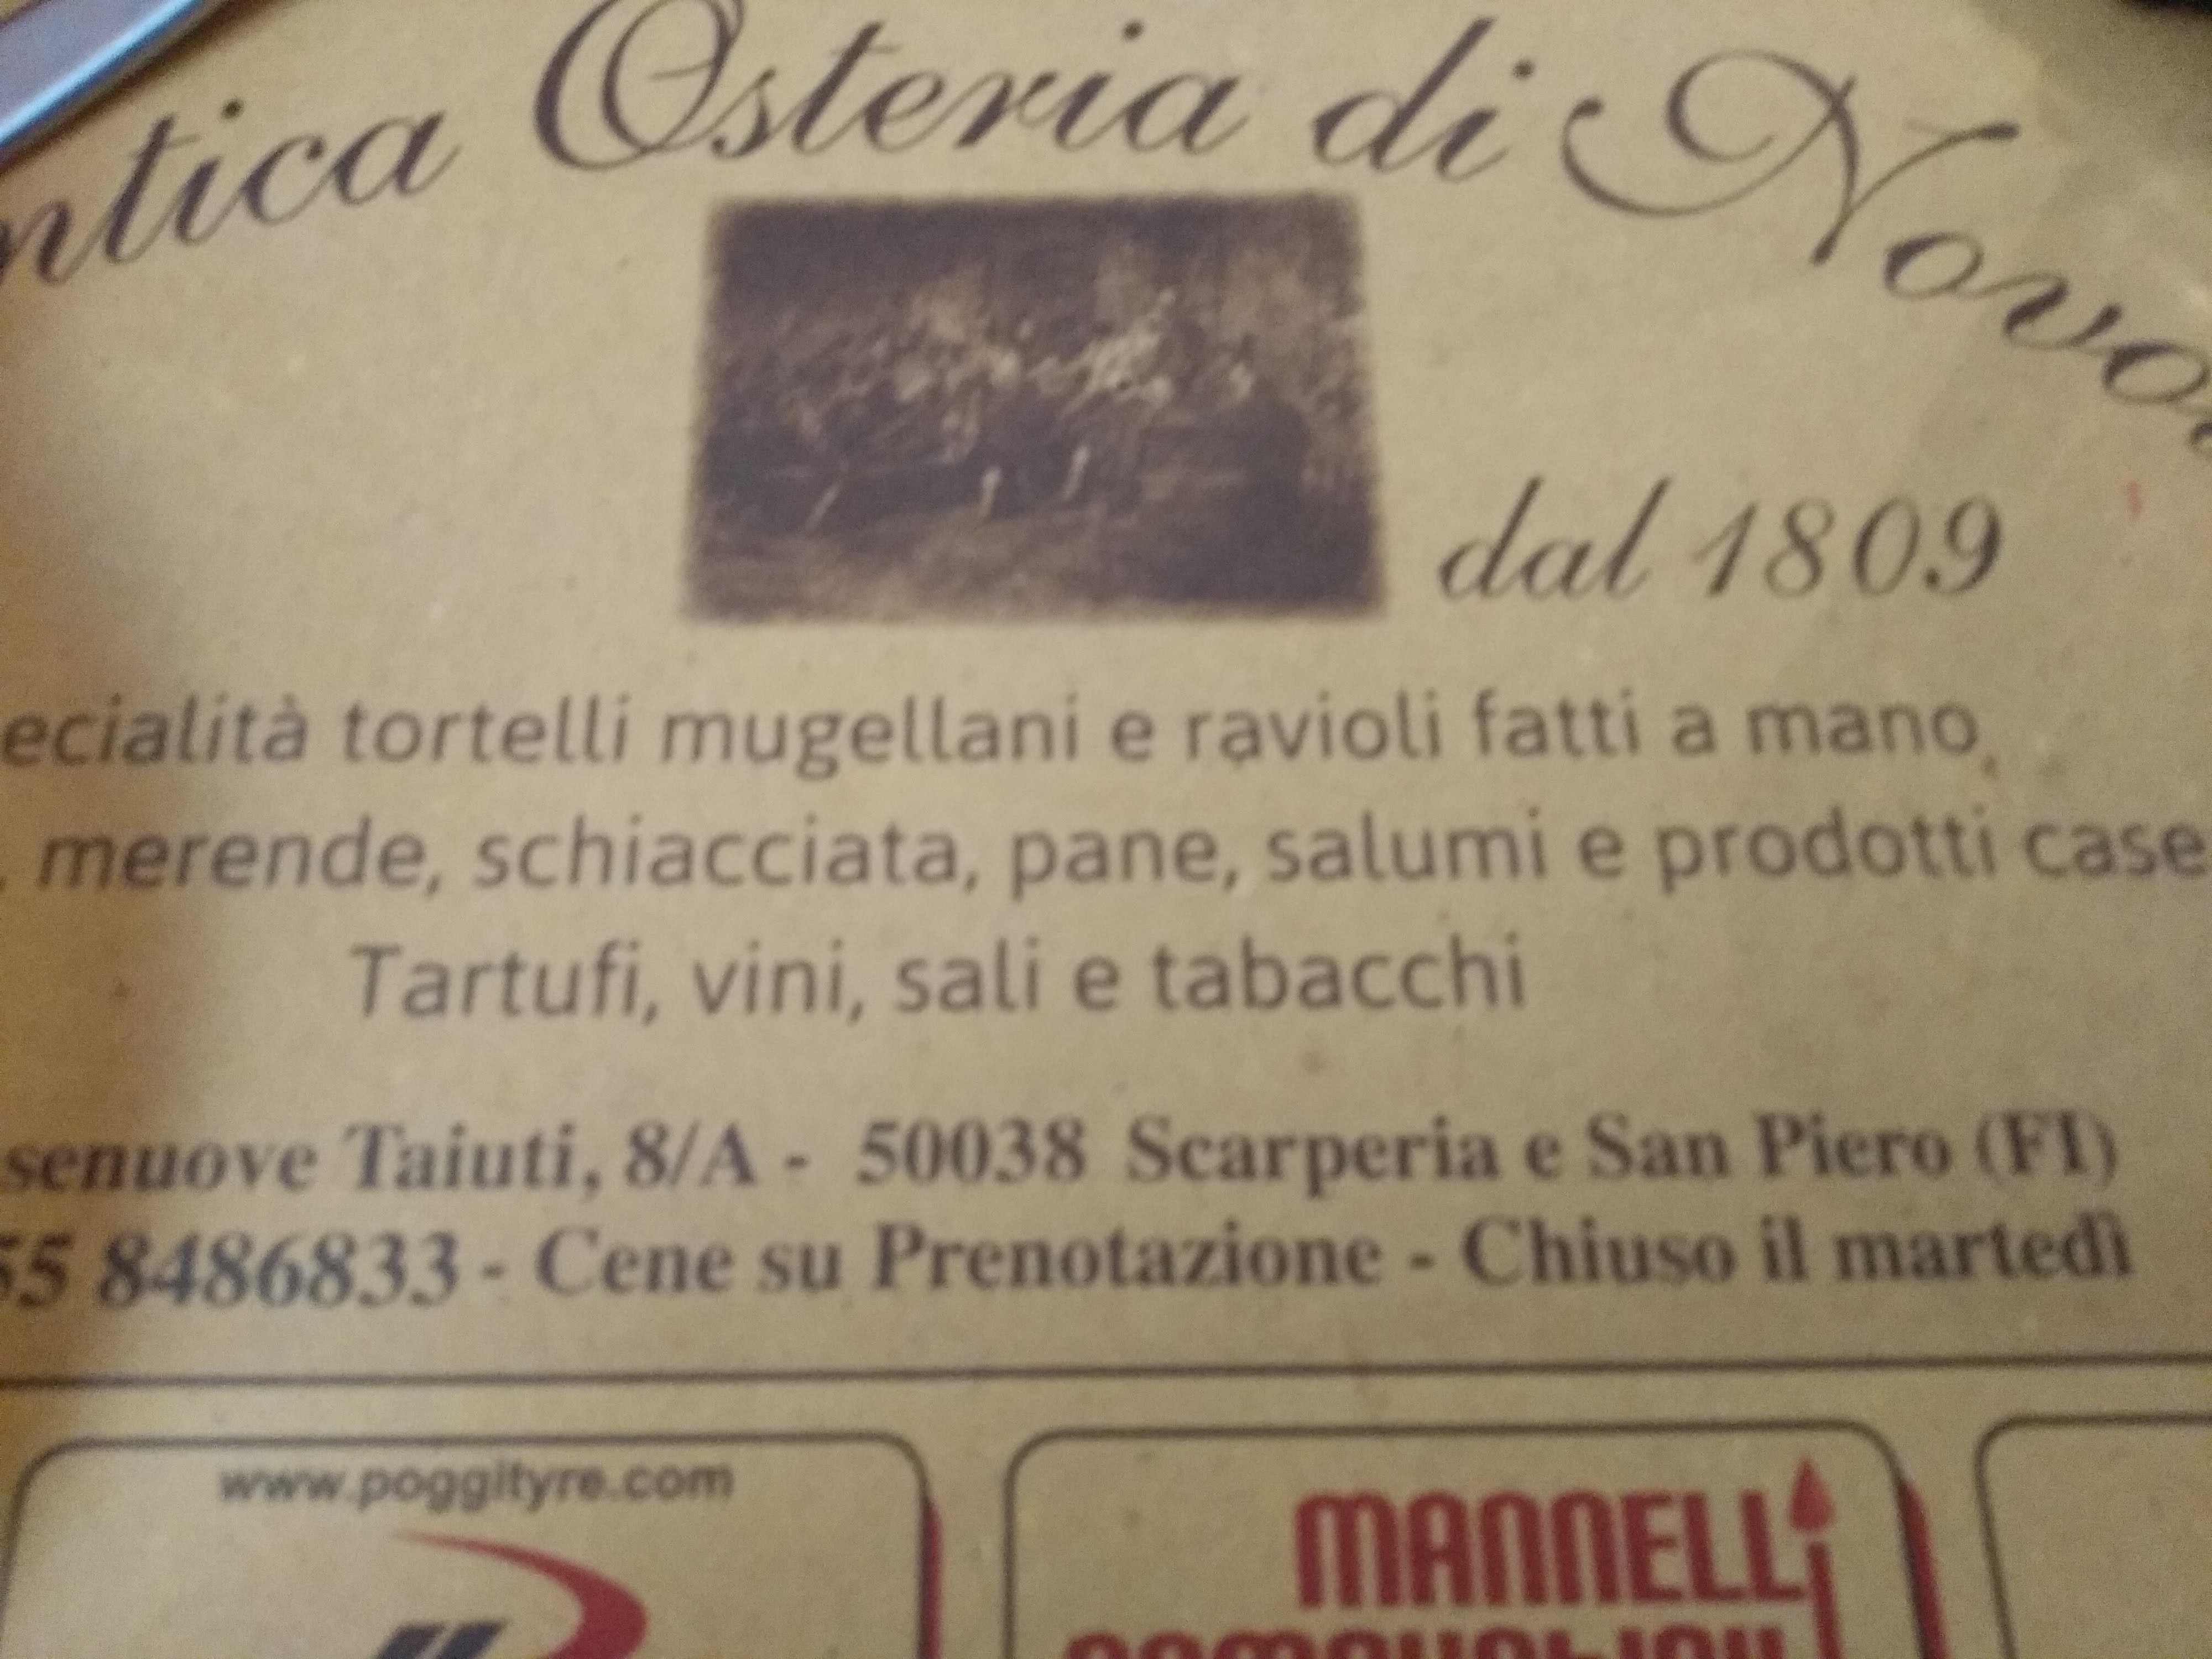 ntica Osteria di Novo
dal 1809
ecialità tortelli mugellani e ravioli fatti a mano,
, merende, schiacciata, pane, salumi e prodotti case
Tartufi, vini, sali e tabacchi
senuove Taiuti, 8/A - 50038 Scarperia e San Piero (FI)
55 8486833 - Cene su Prenotazione - Chiuso il martedì
www.poggityre.com
MANNELLI